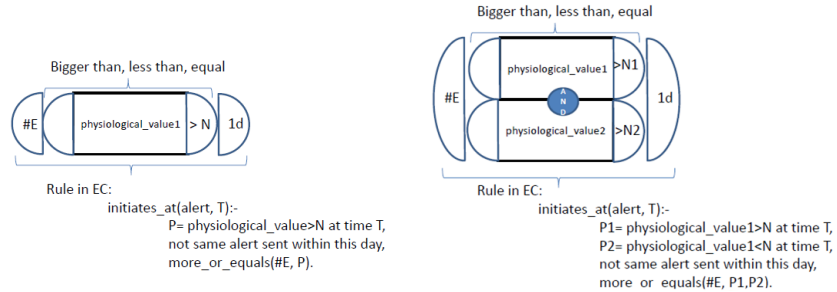 Bigger than, less than, equal
#E
physiological_value1
> N
1d
Rule in EC:
initiates_at(alert, T):-
P= physiological_value>N at time T,
not same alert sent within this day,
more_or_equals(#E, P).
Bigger than, less than, equal
physiological_value1
>N1
#E
AND
1d
physiological_value2
>N2
Rule in EC:
initiates_at(alert, T):-
P1= physiological_value1>N at time T,
P2= physiological_value1<N at time T,
not same alert sent within this day,
more_or_equals(#E, P1,P2).